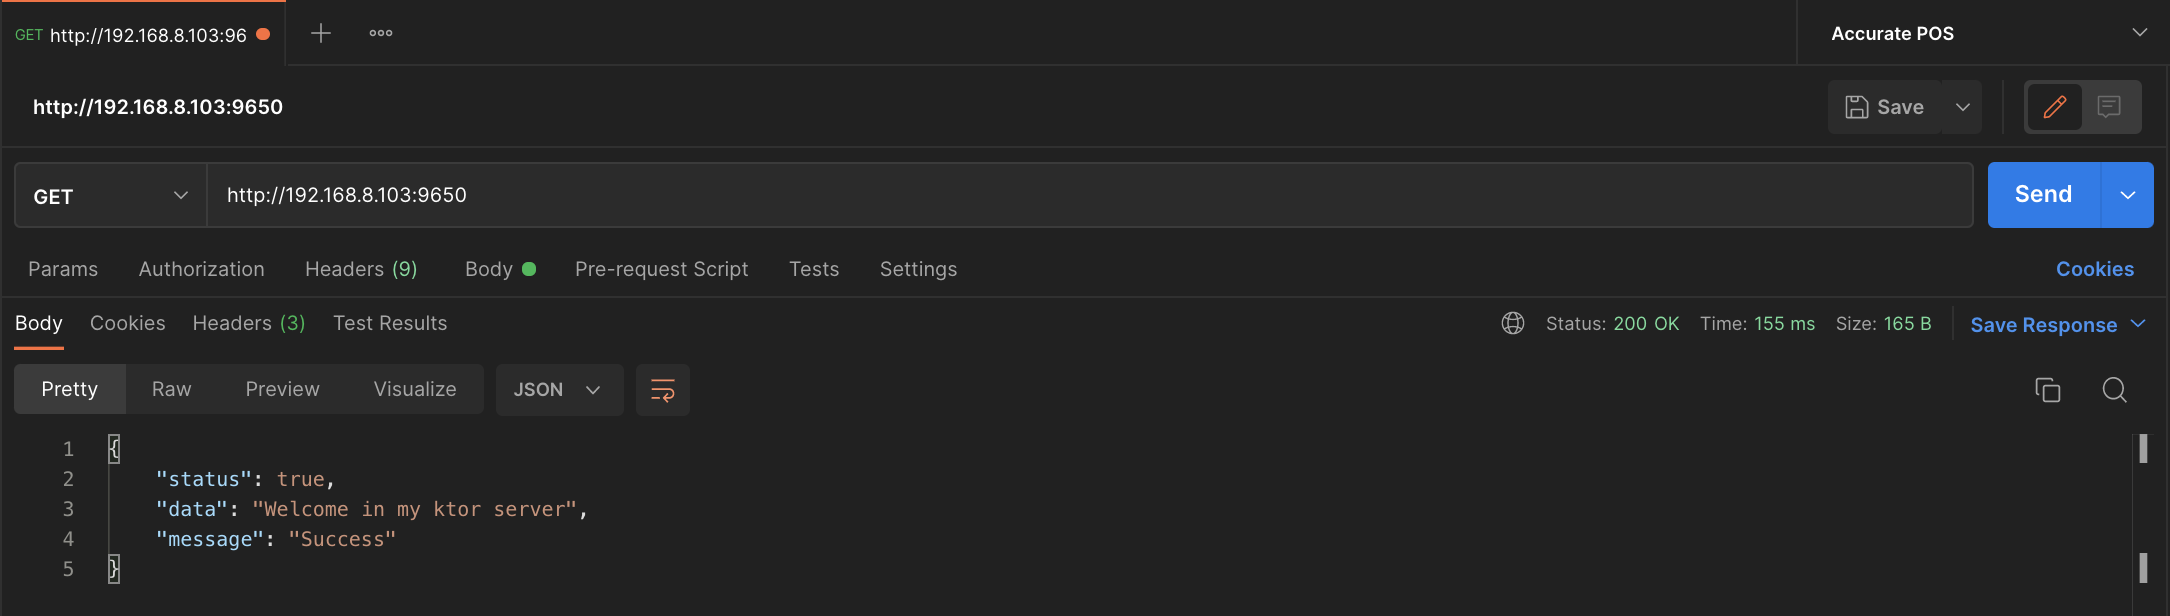 GET http://192.168.8.103:96
Accurate POS
http://192.168.8.103:9650
Save
GET http://192.168.8.103:9650 Send
Params Authorization Headers (9) Body Pre-request Script Tests Settings Cookies
Body Cookies Headers (3) Test Results Status: 200 OK Time: 155 ms Size: 165 B Save Response
Pretty Raw Preview Visualize JSON
1 {
2 "status": true,
3 "data": "Welcome in my ktor server",
4 "message": "Success"
5 }